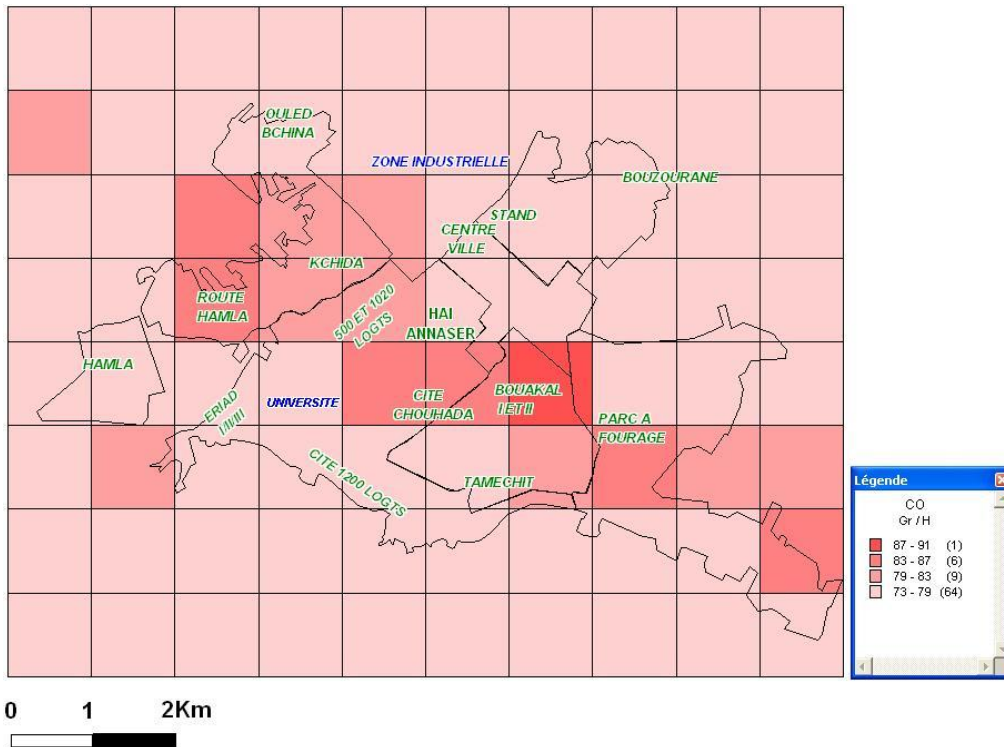 OULED
BCHINA
ZONE INDUSTRIELLE
BOUZOURANE
STAND
CENTRE
VILLE
KCHIDA
ROUTE
HAMLA
500 ET 1020
LOGTS
HAI
ANNASER
HAMLA
ERIAD
I/II/III
UNIVERSITE
CITE
CHOUHADA
BOUAKAL
I ET II
PARC A
FOURAGE
CITE 1200 LOGTS
TAMECHIT
Légende
CO
Gr / H
87 - 91 (1)
83 - 87 (6)
79 - 83 (9)
73 - 79 (64)
0 1 2Km